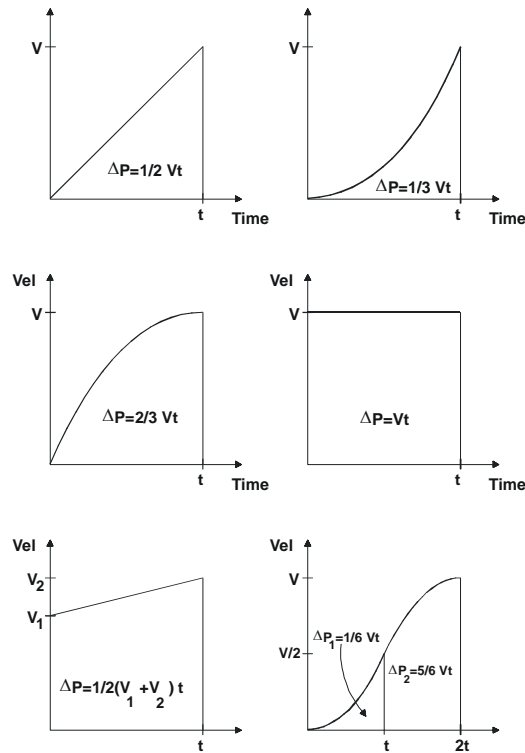 V
ΔP=1/2 Vt
t
Time
V
ΔP=1/3 Vt
t
Time
Vel
V
ΔP=2/3 Vt
t
Time
V
ΔP=Vt
t
Time
Vel
V2
V1
ΔP=1/2(V1+V2) t
t
Vel
V
V/2
ΔP1=1/6 Vt
ΔP2=5/6 Vt
t
2t